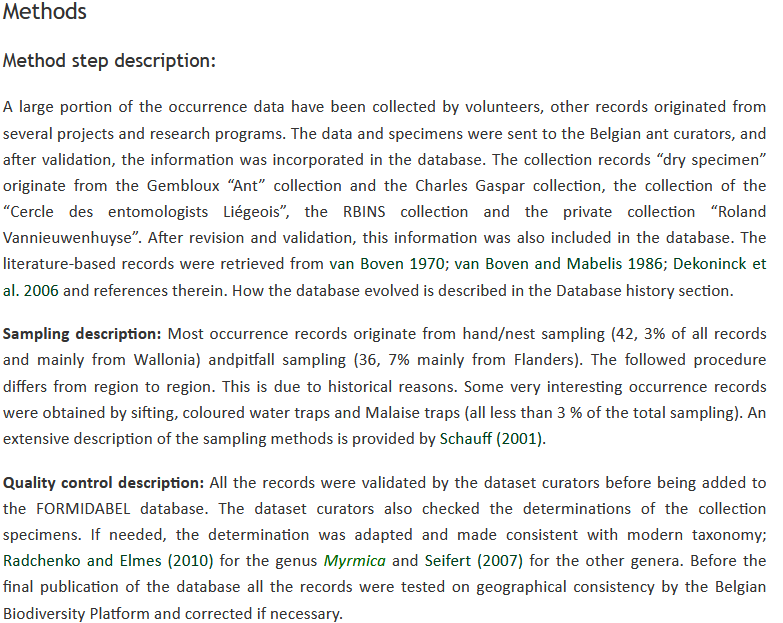 Methods
Method step description:
A large portion of the occurrence data have been collected by volunteers, other records originated from
several projects and research programs. The data and specimens were sent to the Belgian ant curators, and
after validation, the information was incorporated in the database. The collection records “dry specimen”
originate from the Gembloux “Ant” collection and the Charles Gaspar collection, the collection of the
“Cercle des entomologists Liégeois”, the RBINS collection and the private collection “Roland
Vannieuwenhuyse”. After revision and validation, this information was also included in the database. The
literature-based records were retrieved from van Boven 1970; van Boven and Mabelis 1986; Dekoninck et
al. 2006 and references therein. How the database evolved is described in the Database history section.
Sampling description: Most occurrence records originate from hand/nest sampling (42, 3% of all records
and mainly from Wallonia) andpitfall sampling (36, 7% mainly from Flanders). The followed procedure
differs from region to region. This is due to historical reasons. Some very interesting occurrence records
were obtained by sifting, coloured water traps and Malaise traps (all less than 3 % of the total sampling). An
extensive description of the sampling methods is provided by Schauff (2001).
Quality control description: All the records were validated by the dataset curators before being added to
the FORMIDABEL database. The dataset curators also checked the determinations of the collection
specimens. If needed, the determination was adapted and made consistent with modern taxonomy;
Radchenko and Elmes (2010) for the genus Myrmica and Seifert (2007) for the other genera. Before the
final publication of the database all the records were tested on geographical consistency by the Belgian
Biodiversity Platform and corrected if necessary.